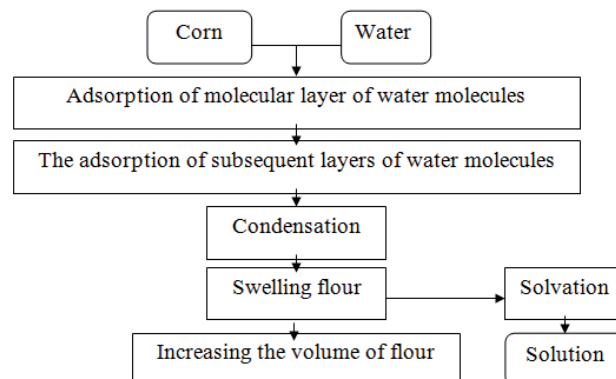 Corn
Water
Adsorption of molecular layer of water molecules
The adsorption of subsequent layers of water molecules
Condensation
Swelling flour
Solvation
Increasing the volume of flour
Solution